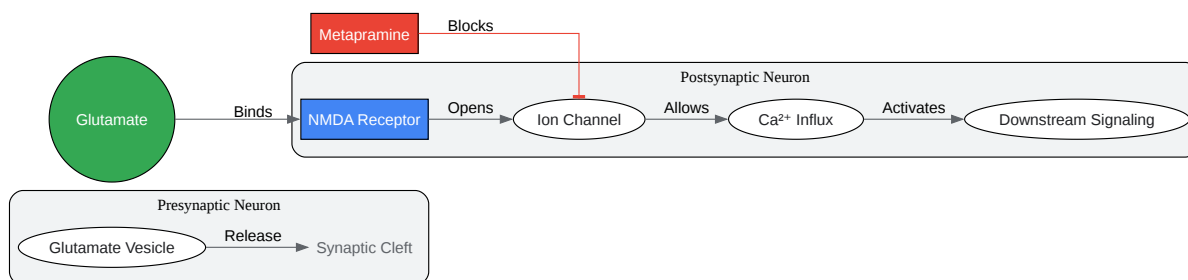 Metapramine
Blocks
Postsynaptic Neuron
Glutamate
Binds
NMDA Receptor
Opens
Ion Channel
Allows
Ca²⁺ Influx
Activates
Downstream Signaling
Presynaptic Neuron
Glutamate Vesicle
Release
Synaptic Cleft